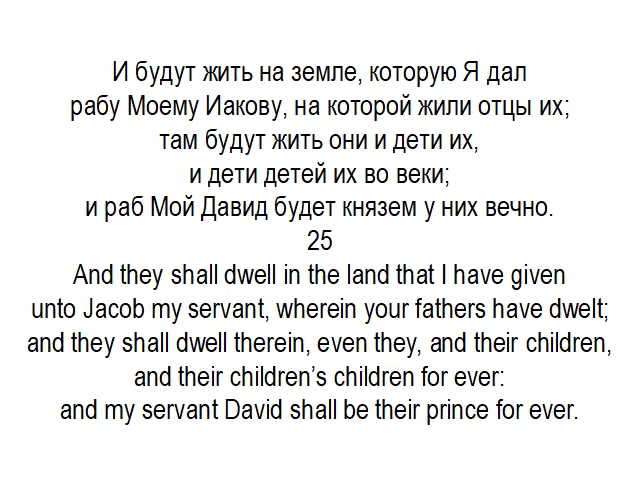 И будут жить на земле, которую Я дал
рабу Моему Иакову, на которой жили отцы их;
там будут жить они и дети их,
и дети детей их во веки;
и раб Мой Давид будет князем у них вечно.
25
And they shall dwell in the land that I have given
unto Jacob my servant, wherein your fathers have dwelt;
and they shall dwell therein, even they, and their children,
and their children’s children for ever:
and my servant David shall be their prince for ever.